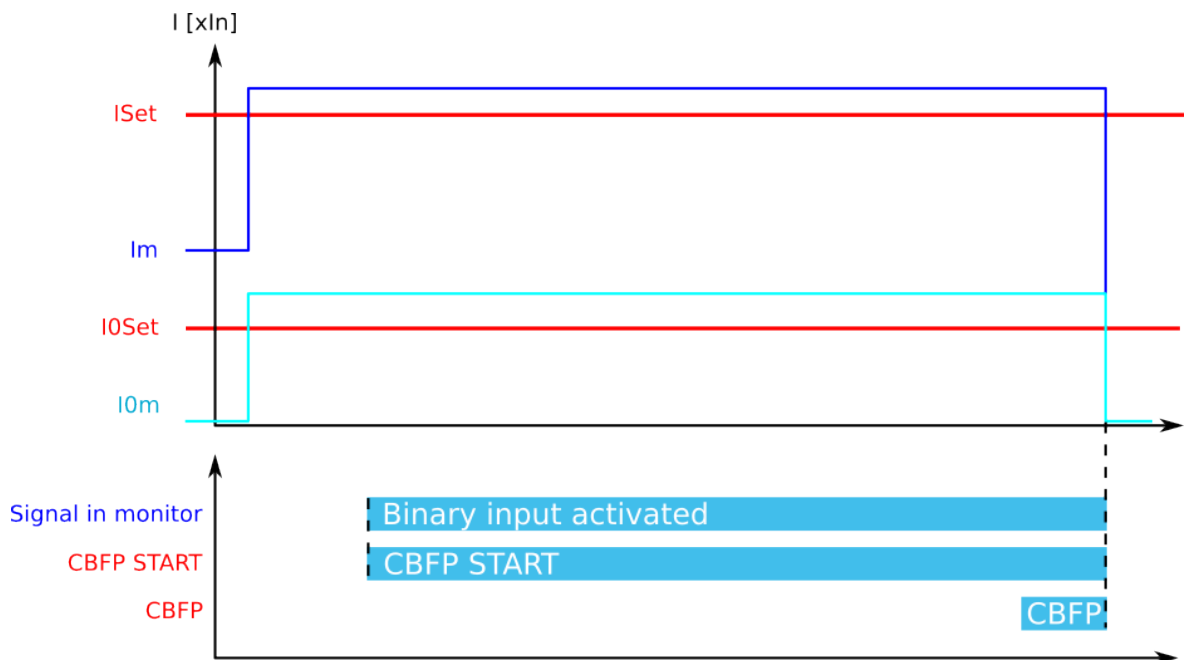 I [xIn]
ISet
Im
I0Set
I0m
Signal in monitor
Binary input activated
CBFP START
CBFP START
CBFP
CBFP